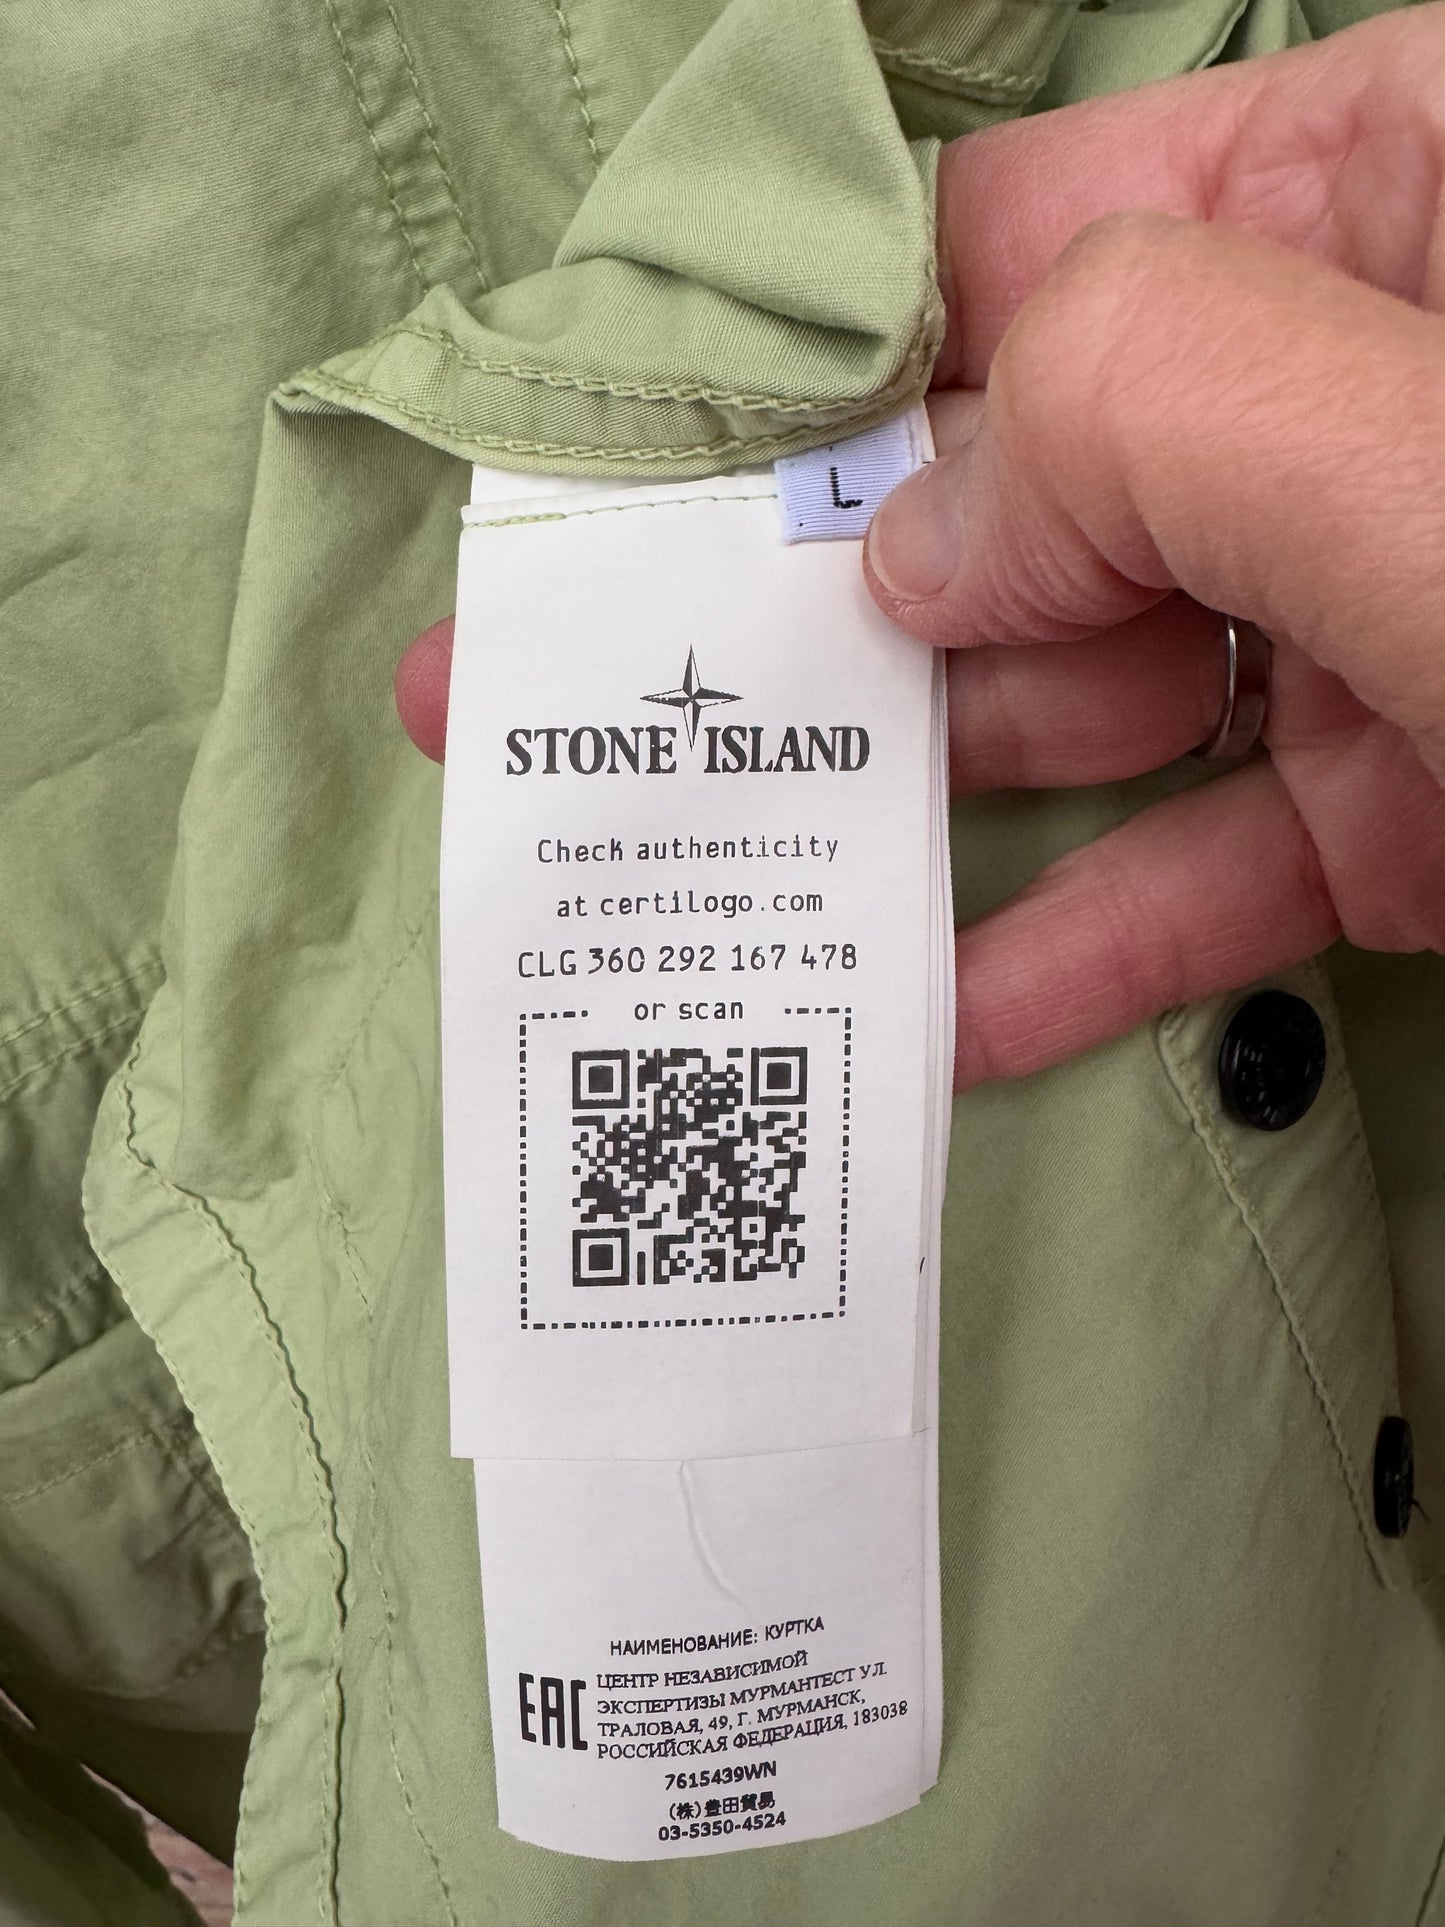 L
STONE ISLAND
Check authenticity
at certilogo.com
CLG 360 292 167 478
or scan
НАИМЕНОВАНИЕ: КУРТКА
EAC
ЦЕНТР НЕЗАВИСИМОЙ
ЭКСПЕРТИЗЫ МУРМАНТЕСТ УЛ.
ТРАЛОВАЯ, 49, Г. МУРМАНСК,
РОССИЙСКАЯ ФЕДЕРАЦИЯ, 183038
7615439WN
(株)豊田貿易
03-5350-4524